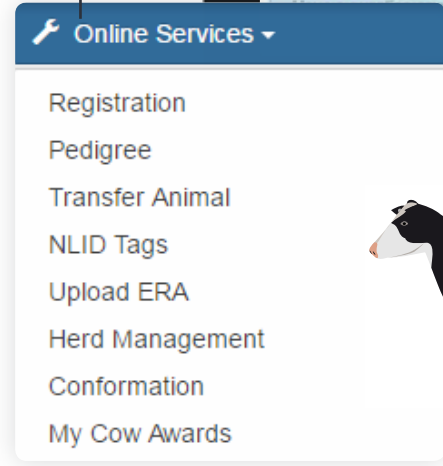 Online Services
Registration
Pedigree
Transfer Animal
NLID Tags
Upload ERA
Herd Management
Conformation
My Cow Awards